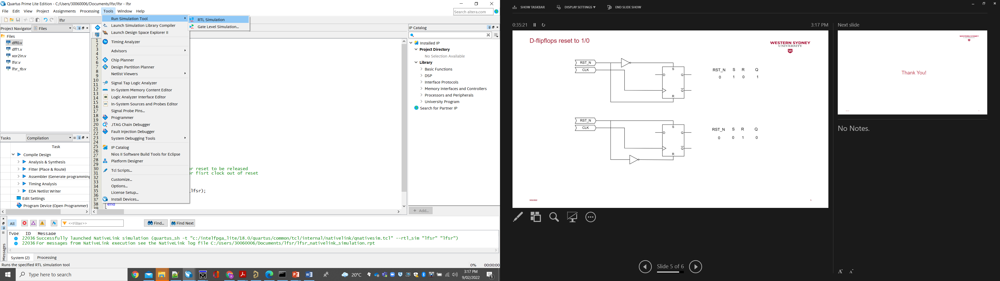 Quartus Prime Lite Edition - C:/Users/30060006/Documents/lfsr/lfsr - lfsr
File Edit View Project Assignments Processing Tools Window Help
Search altera.com
lfsr
Project Navigator Files
Files
dff0.v
dff1.v
xor2in.v
lfsr.v
lfsr_tb.v
Tasks Compilation
Task
Compile Design
Analysis & Synthesis
Fitter (Place & Route)
Assembler (Generate programming
Timing Analysis
EDA Netlist Writer
Edit Settings
Program Device (Open Programmer)
Run Simulation Tool
Launch Simulation Library Compiler
Launch Design Space Explorer II
Timing Analyzer
Advisors
Chip Planner
Design Partition Planner
Netlist Viewers
Signal Tap Logic Analyzer
In-System Memory Content Editor
Logic Analyzer Interface Editor
In-System Sources and Probes Editor
Signal Probe Pins...
Programmer
JTAG Chain Debugger
Fault Injection Debugger
System Debugging Tools
IP Catalog
Nios II Software Build Tools for Eclipse
Platform Designer
Tcl Scripts...
Customize...
Options...
License Setup...
Install Devices...
RTL Simulation
Gate Level Simulation...
1
2
3
4
5
6
7
8
9
10
11
12
13
14
15
16
17
18
19
20
21
22
23
24
25
26
27
28
29
30 or reset to be released
31 or fisrt clock out of reset
32
33
34
35 _lfsr);
36
37
38 end
39
IP Catalog
Installed IP
Project Directory
No Selection Available
Library
Basic Functions
DSP
Interface Protocols
Memory Interfaces and Controllers
Processors and Peripherals
University Program
Search for Partner IP
+ Add...
All <<Filter>> Find... Find Next
Type ID Message
22036 Successfully launched NativeLink simulation (quartus_sh -t "c:/intelfpga_lite/18.0/quartus/common/tcl/internal/nativelink/qnativesim.tcl" --rtl_sim "lfsr" "lfsr")
22036 For messages from NativeLink execution see the NativeLink log file C:/Users/30060006/Documents/lfsr/lfsr_nativelink_simulation.rpt
Messages
System (2) Processing
Runs the specified RTL simulation tool
0% 00:00:00
Type here to search
20°C
3:17 PM
9/02/2022
1
SHOW TASKBAR DISPLAY SETTINGS ▼ END SLIDE SHOW
0:35:21 3:17 PM
D-flipflops reset to 1/0
WESTERN SYDNEY
UNIVERSITY
W
RST_N
CLK
S
D Q
Q
R
RST_N S R Q
0 1 0 1
RST_N
CLK
S
D Q
Q
R
RST_N S R Q
0 0 1 0
9/02/2022 5
Slide 5 of 6
Next slide
WESTERN SYDNEY
UNIVERSITY
Thank You!
No Notes.
A A